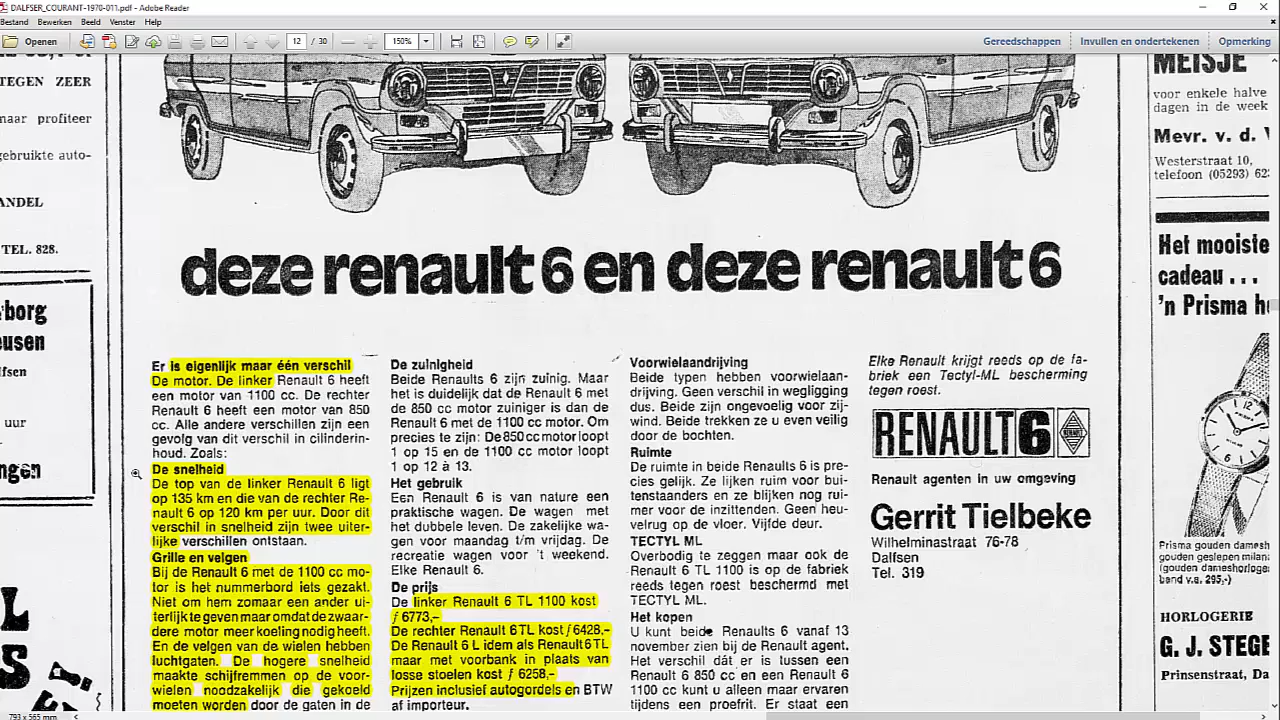 DALFSER_COURANT-1970-011.pdf - Adobe Reader
Bestand Bewerken Beeld Venster Help
Openen
12 / 30
150%
Gereedschappen
Invullen en ondertekenen
Opmerking
TEGEN ZEER
maar profiteer
gebruikte auto-
ANDEL
TEL. 828.
uur
deze renault 6 en deze renault 6
Er is eigenlijk maar één verschil
De motor. De linker Renault 6 heeft
een motor van 1100 cc. De rechter
Renault 6 heeft een motor van 850
cc. Alle andere verschillen zijn een
gevolg van dit verschil in cilinderin-
houd. Zoals:
De snelheid
De top van de linker Renault 6 ligt
op 135 km en die van de rechter Re-
nault 6 op 120 km per uur. Door dit
verschil in snelheid zijn twee uiter-
lijke verschillen ontstaan.
Grille en velgen
Bij de Renault 6 met de 1100 cc mo-
tor is het nummerbord iets gezakt.
Niet om hem zomaar een ander ui-
terlijk te geven maar omdat de zwaar-
dere motor meer koeling nodig heeft.
En de velgen van de wielen hebben
luchtgaten. De hogere snelheid
maakte schijfremmen op de voor-
wielen noodzakelijk die gekoeld
moeten worden door de gaten in de
De zuinigheid
Beide Renaults 6 zijn zuinig. Maar
het is duidelijk dat de Renault 6 met
de 850 cc motor zuiniger is dan de
Renault 6 met de 1100 cc motor. Om
precies te zijn: De 850 cc motor loopt
1 op 15 en de 1100 cc motor loopt
1 op 12 à 13.
Het gebruik
Een Renault 6 is van nature een
praktische wagen. De wagen met
het dubbele leven. De zakelijke wa-
gen voor maandag t/m vrijdag. De
recreatie wagen voor 't weekend.
Elke Renault 6.
De prijs
De linker Renault 6 TL 1100 kost
ƒ 6773,-
De rechter Renault 6 TL kost ƒ 6428,-
De Renault 6 L idem als Renault 6 TL
maar met voorbank in plaats van
losse stoelen kost ƒ 6258,-
Prijzen inclusief autogordels en BTW
af importeur.
Voorwielaandrijving
Beide typen hebben voorwielaan-
drijving. Geen verschil in wegligging
dus. Beide zijn ongevoelig voor zij-
wind. Beide trekken ze u even veilig
door de bochten.
Ruimte
De ruimte in beide Renaults 6 is pre-
cies gelijk. Ze lijken ruim voor bui-
tenstaanders en ze blijken nog rui-
mer voor de inzittenden. Geen heu-
velrug op de vloer. Vijfde deur.
TECTYL ML
Overbodig te zeggen maar ook de
Renault 6 TL 1100 is op de fabriek
reeds tegen roest beschermd met
TECTYL ML.
Het kopen
U kunt beide Renaults 6 vanaf 13
november zien bij de Renault agent.
Het verschil dát er is tussen een
Renault 6 850 cc en een Renault 6
1100 cc kunt u alleen maar ervaren
tijdens een proefrit. Er staat een
Elke Renault krijgt reeds op de fa-
briek een Tectyl-ML bescherming
tegen roest.
RENAULT 6
Renault agenten in uw omgeving
Gerrit Tielbeke
Wilhelminastraat 76-78
Dalfsen
Tel. 319
MEISJE
voor enkele halve
dagen in de week
Mevr. v. d.
Westerstraat 10,
telefoon (05293)
Het mooiste
cadeau . . .
'n Prisma
Prisma gouden
gouden geslepen
(gouden
band v.a. 295,-)
HORLOGERIE
G. J. STEGE
Prinsenstraat, Da
793 x 565 mm